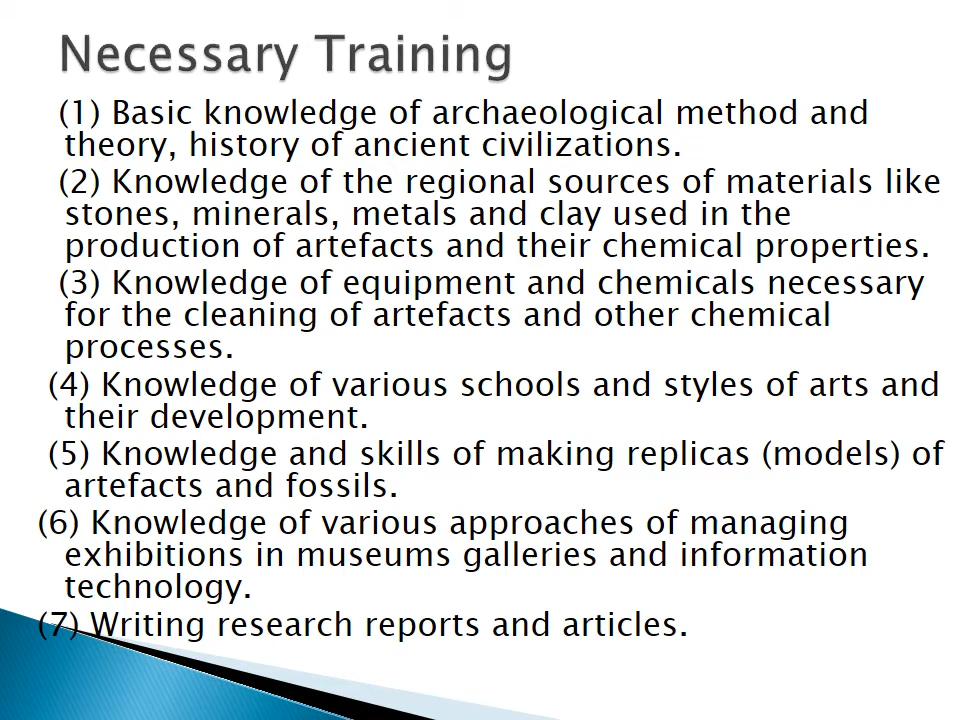 Necessary Training
(1) Basic knowledge of archaeological method and
theory, history of ancient civilizations.
(2) Knowledge of the regional sources of materials like
stones, minerals, metals and clay used in the
production of artefacts and their chemical properties.
(3) Knowledge of equipment and chemicals necessary
for the cleaning of artefacts and other chemical
processes.
(4) Knowledge of various schools and styles of arts and
their development.
(5) Knowledge and skills of making replicas (models) of
artefacts and fossils.
(6) Knowledge of various approaches of managing
exhibitions in museums galleries and information
technology.
(7) Writing research reports and articles.